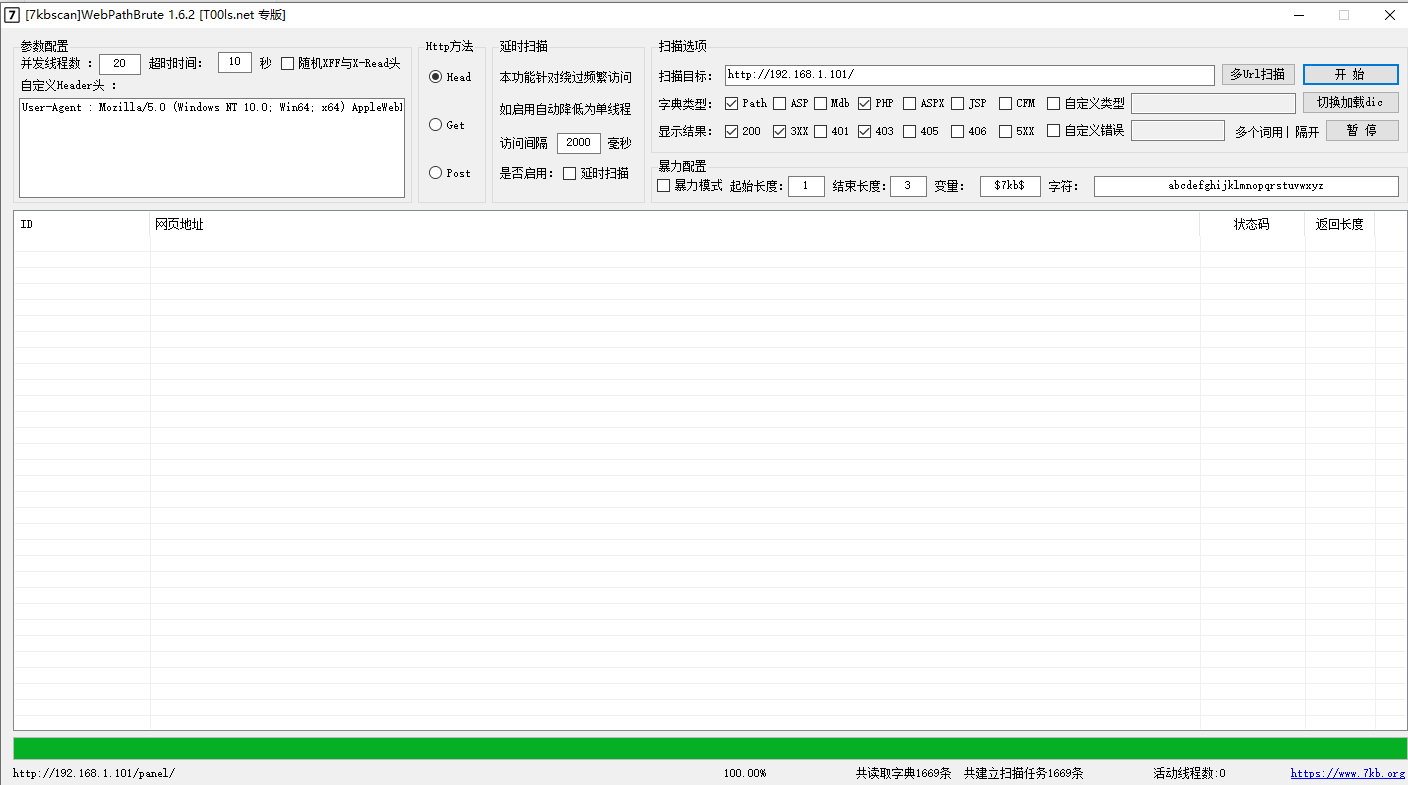 7 [7kbscan]WebPathBrute 1.6.2 [T00ls.net 专版]
参数配置
并发线程数 : 20 超时时间: 10 秒 随机XFF与X-Read头
自定义Header头 :
User-Agent : Mozilla/5.0 (Windows NT 10.0; Win64; x64) AppleWebK
Http方法
Head
Get
Post
延时扫描
本功能针对绕过频繁访问
如启用自动降低为单线程
访问间隔 2000 毫秒
是否启用: 延时扫描
扫描选项
扫描目标: http://192.168.1.101/ 多Url扫描 开 始
字典类型: Path ASP Mdb PHP ASPX JSP CFM 自定义类型 切换加载dic
显示结果: 200 3XX 401 403 405 406 5XX 自定义错误 多个词用| 隔开 暂 停
暴力配置
暴力模式 起始长度: 1 结束长度: 3 变量: $7kb$ 字符: abcdefghijklmnopqrstuvwxyz
ID 网页地址 状态码 返回长度
http://192.168.1.101/panel/ 100.00% 共读取字典1669条 共建立扫描任务1669条 活动线程数:0 https://www.7kb.org